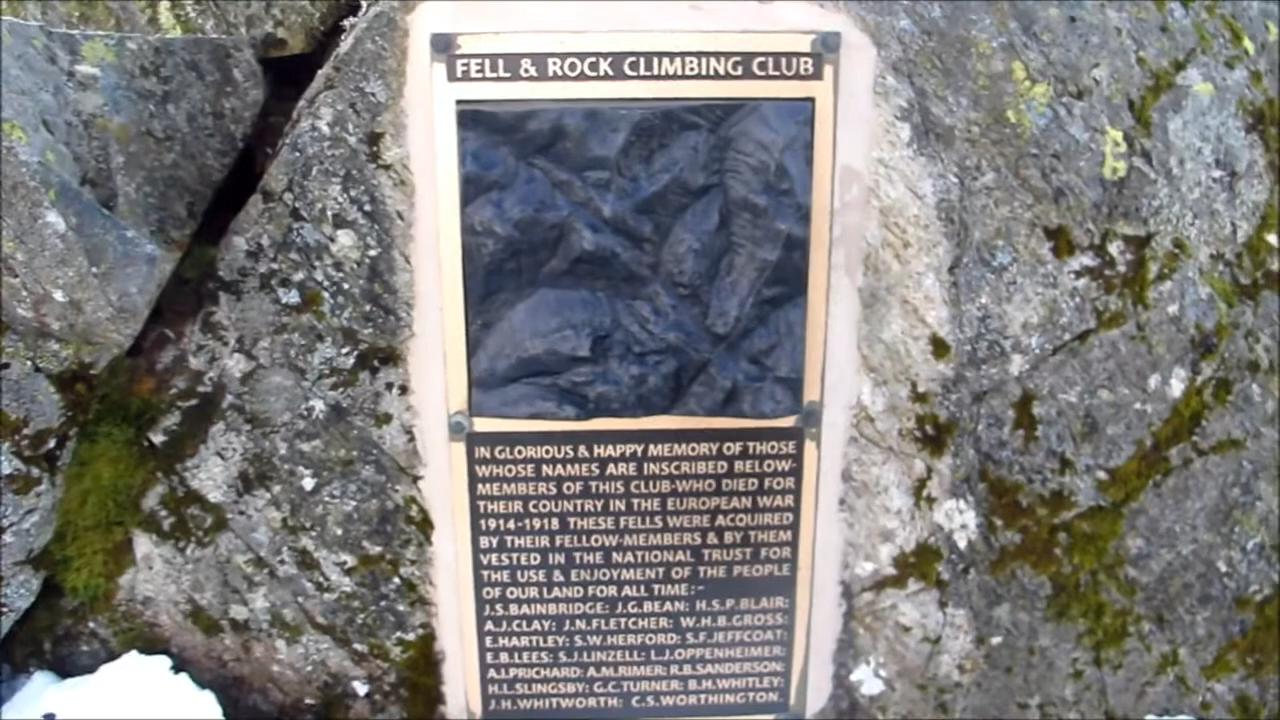 FELL & ROCK CLIMBING CLUB
IN GLORIOUS & HAPPY MEMORY OF THOSE
WHOSE NAMES ARE INSCRIBED BELOW-
MEMBERS OF THIS CLUB-WHO DIED FOR
THEIR COUNTRY IN THE EUROPEAN WAR
1914-1918 THESE FELLS WERE ACQUIRED
BY THEIR FELLOW-MEMBERS & BY THEM
VESTED IN THE NATIONAL TRUST FOR
THE USE & ENJOYMENT OF THE PEOPLE
OF OUR LAND FOR ALL TIME:-
J.S.BAINBRIDGE: J.G.BEAN: H.S.P.BLAIR:
A.J.CLAY: J.N.FLETCHER: W.H.B.GROSS:
E.HARTLEY: S.W.HERFORD: S.F.JEFFCOAT:
E.B.LEES: S.J.LINZELL: L.J.OPPENHEIMER:
A.J.PRICHARD: A.M.RIMER: R.B.SANDERSON:
H.L.SLINGSBY: G.C.TURNER: B.H.WHITLEY:
J.H.WHITWORTH: C.S.WORTHINGTON.